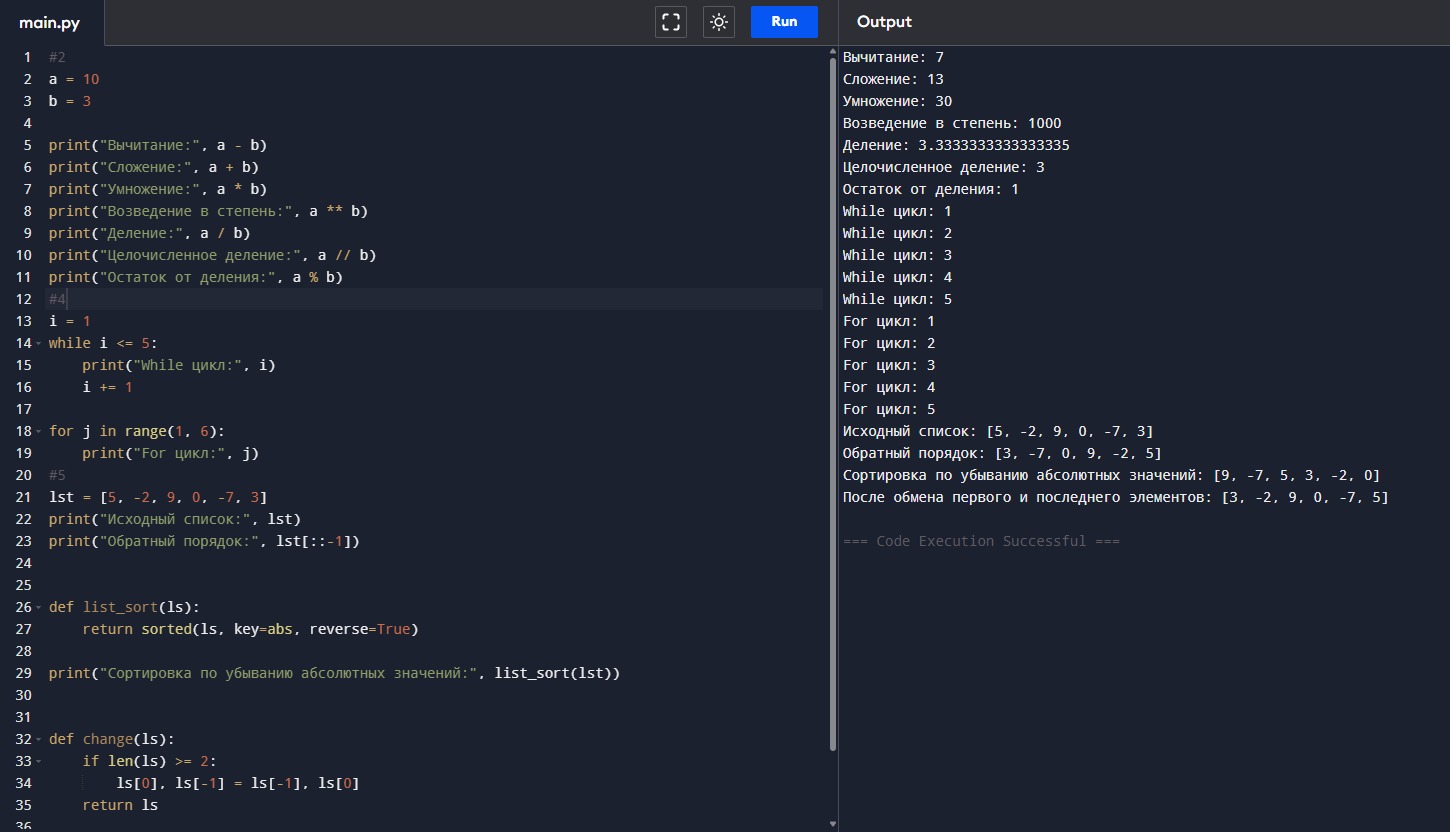 main.py
Run
Output
1 #2
2 a = 10
3 b = 3
4
5 print("Вычитание:", a - b)
6 print("Сложение:", a + b)
7 print("Умножение:", a * b)
8 print("Возведение в степень:", a ** b)
9 print("Деление:", a / b)
10 print("Целочисленное деление:", a // b)
11 print("Остаток от деления:", a % b)
12 #4
13 i = 1
14 while i <= 5:
15     print("While цикл:", i)
16     i += 1
17
18 for j in range(1, 6):
19     print("For цикл:", j)
20 #5
21 lst = [5, -2, 9, 0, -7, 3]
22 print("Исходный список:", lst)
23 print("Обратный порядок:", lst[::-1])
24
25
26 def list_sort(ls):
27     return sorted(ls, key=abs, reverse=True)
28
29 print("Сортировка по убыванию абсолютных значений:", list_sort(lst))
30
31
32 def change(ls):
33     if len(ls) >= 2:
34         ls[0], ls[-1] = ls[-1], ls[0]
35     return ls
36
Вычитание: 7
Сложение: 13
Умножение: 30
Возведение в степень: 1000
Деление: 3.3333333333333335
Целочисленное деление: 3
Остаток от деления: 1
While цикл: 1
While цикл: 2
While цикл: 3
While цикл: 4
While цикл: 5
For цикл: 1
For цикл: 2
For цикл: 3
For цикл: 4
For цикл: 5
Исходный список: [5, -2, 9, 0, -7, 3]
Обратный порядок: [3, -7, 0, 9, -2, 5]
Сортировка по убыванию абсолютных значений: [9, -7, 5, 3, -2, 0]
После обмена первого и последнего элементов: [3, -2, 9, 0, -7, 5]
=== Code Execution Successful ===